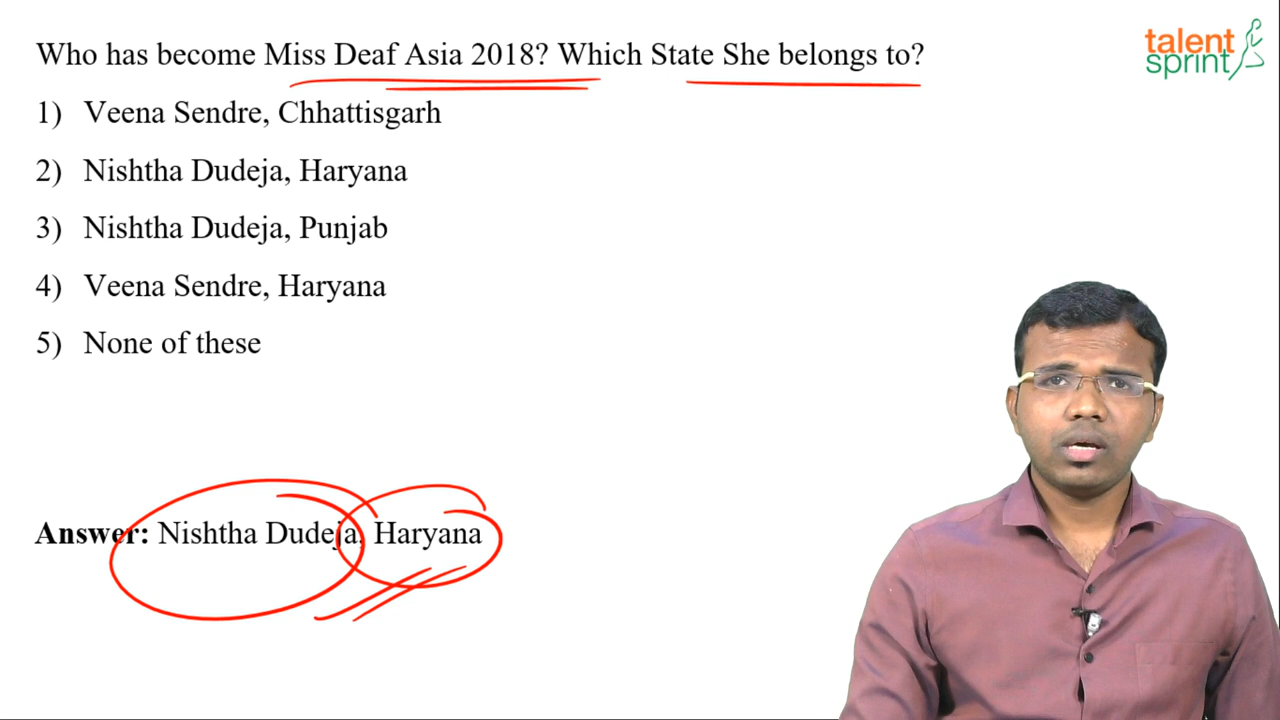 Who has become Miss Deaf Asia 2018? Which State She belongs to?
talent
sprint
1) Veena Sendre, Chhattisgarh
2) Nishtha Dudeja, Haryana
3) Nishtha Dudeja, Punjab
4) Veena Sendre, Haryana
5) None of these
Answer: Nishtha Dudeja, Haryana